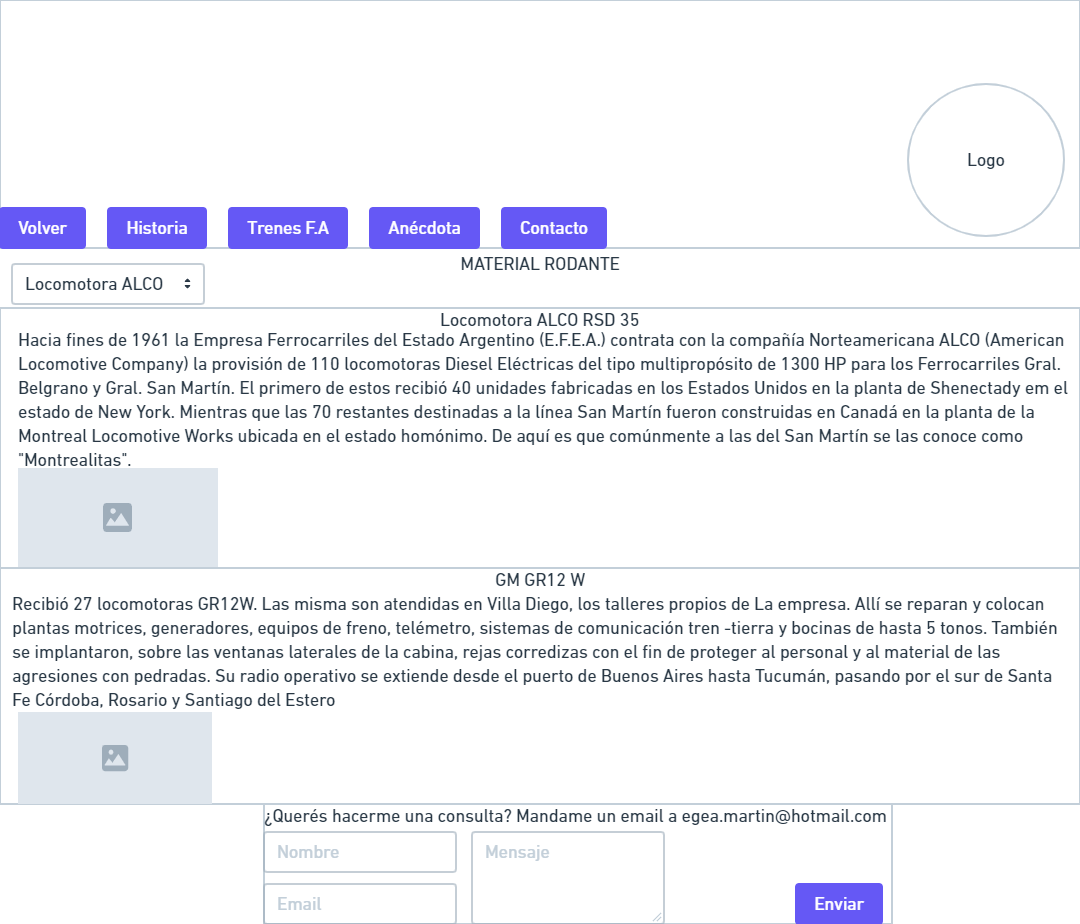 Logo
Volver
Historia
Trenes F.A
Anécdota
Contacto
MATERIAL RODANTE
Locomotora ALCO
Locomotora ALCO RSD 35
Hacia fines de 1961 la Empresa Ferrocarriles del Estado Argentino (E.F.E.A.) contrata con la compañía Norteamericana ALCO (American
Locomotive Company) la provisión de 110 locomotoras Diesel Eléctricas del tipo multipropósito de 1300 HP para los Ferrocarriles Gral.
Belgrano y Gral. San Martín. El primero de estos recibió 40 unidades fabricadas en los Estados Unidos en la planta de Shenectady em el
estado de New York. Mientras que las 70 restantes destinadas a la línea San Martín fueron construidas en Canadá en la planta de la
Montreal Locomotive Works ubicada en el estado homónimo. De aquí es que comúnmente a las del San Martín se las conoce como
"Montrealitas".
GM GR12 W
Recibió 27 locomotoras GR12W. Las misma son atendidas en Villa Diego, los talleres propios de La empresa. Allí se reparan y colocan
plantas motrices, generadores, equipos de freno, telémetro, sistemas de comunicación tren -tierra y bocinas de hasta 5 tonos. También
se implantaron, sobre las ventanas laterales de la cabina, rejas corredizas con el fin de proteger al personal y al material de las
agresiones con pedradas. Su radio operativo se extiende desde el puerto de Buenos Aires hasta Tucumán, pasando por el sur de Santa
Fe Córdoba, Rosario y Santiago del Estero
¿Querés hacerme una consulta? Mandame un email a egea.martin@hotmail.com
Nombre
Mensaje
Email
Enviar